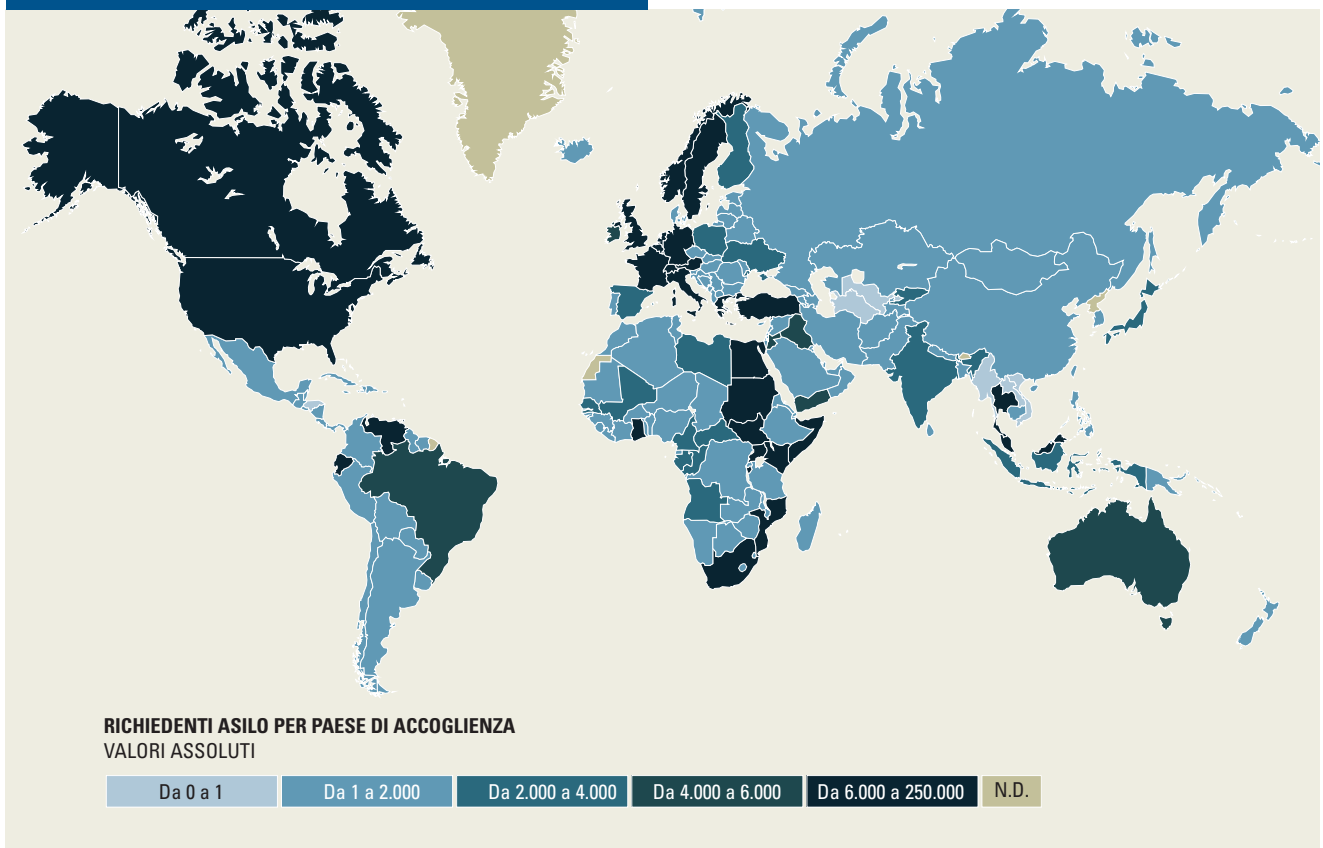 RICHIEDENTI ASILO PER PAESE DI ACCOGLIENZA
VALORI ASSOLUTI
Da 0 a 1
Da 1 a 2.000
Da 2.000 a 4.000
Da 4.000 a 6.000
Da 6.000 a 250.000
N.D.